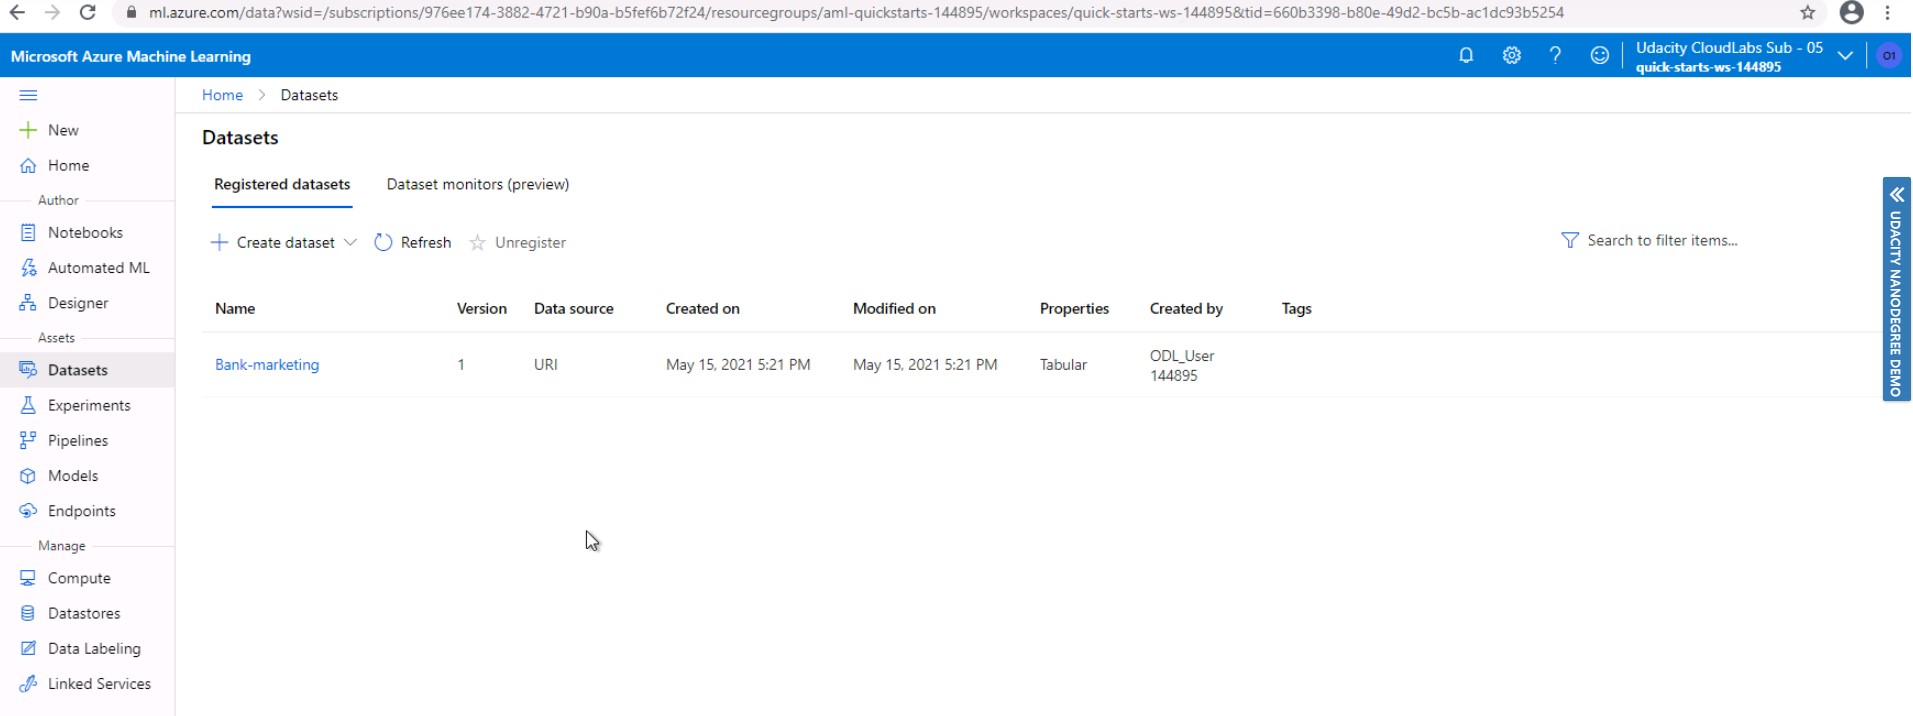 ml.azure.com/data?wsid=/subscriptions/976ee174-3882-4721-b90a-b5fef6b72f24/resourcegroups/aml-quickstarts-144895/workspaces/quick-starts-ws-144895&tid=660b3398-b80e-49d2-bc5b-ac1dc93b5254
Microsoft Azure Machine Learning
Udacity CloudLabs Sub - 05
quick-starts-ws-144895
O1
Home > Datasets
New
Home
Author
Notebooks
Automated ML
Designer
Assets
Datasets
Experiments
Pipelines
Models
Endpoints
Manage
Compute
Datastores
Data Labeling
Linked Services
Datasets
Registered datasets Dataset monitors (preview)
Create dataset Refresh Unregister Search to filter items...
Name Version Data source Created on Modified on Properties Created by Tags
Bank-marketing 1 URI May 15, 2021 5:21 PM May 15, 2021 5:21 PM Tabular ODL_User
144895
UDACITY NANODEGREE DEMO